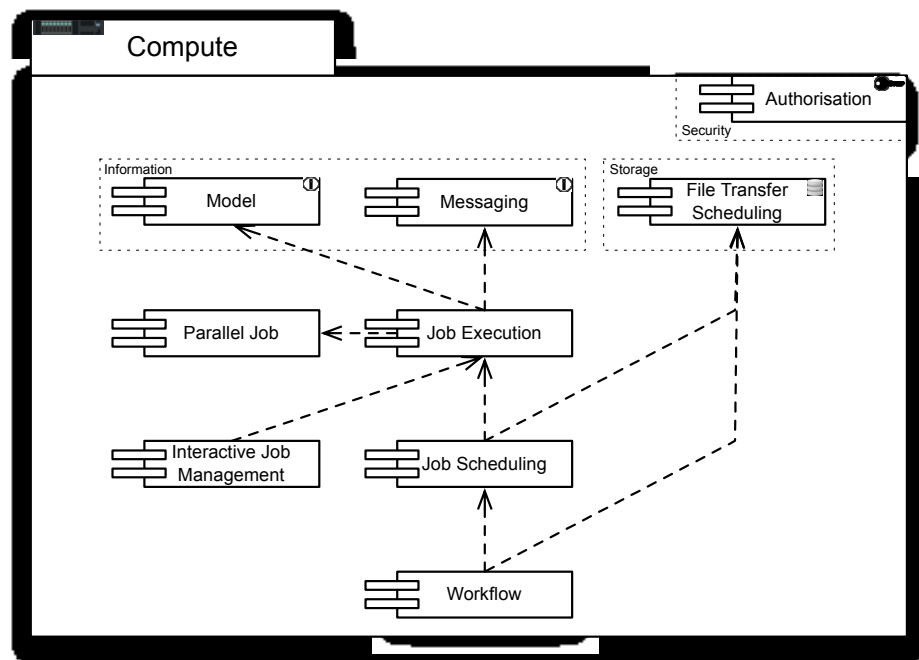 Compute
Authorisation
Security
Information
Storage
Model
Messaging
File Transfer
Scheduling
Parallel Job
Job Execution
Interactive Job
Management
Job Scheduling
Workflow